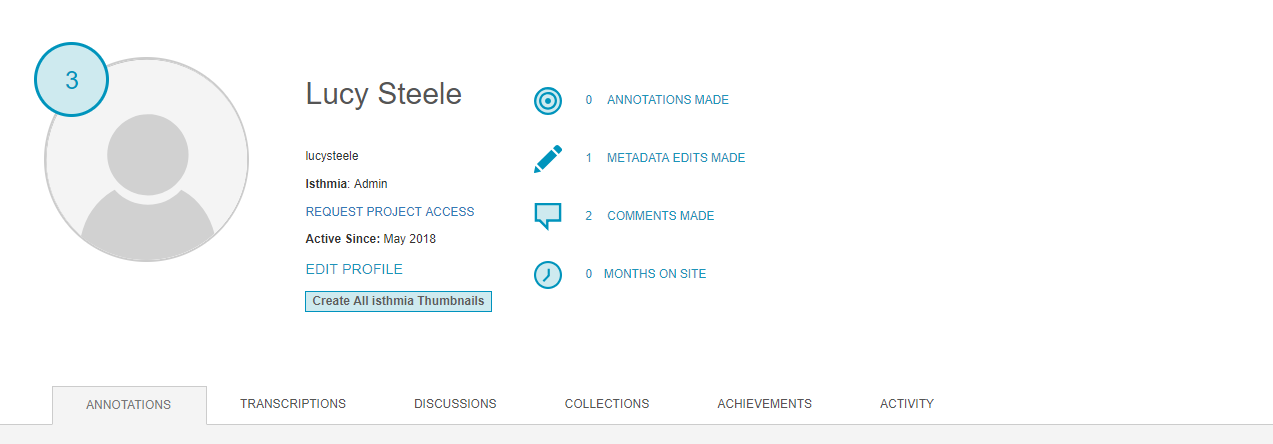 3
Lucy Steele
lucysteele
Isthmia: Admin
REQUEST PROJECT ACCESS
Active Since: May 2018
EDIT PROFILE
Create All isthmia Thumbnails
0 ANNOTATIONS MADE
1 METADATA EDITS MADE
2 COMMENTS MADE
0 MONTHS ON SITE
ANNOTATIONS TRANSCRIPTIONS DISCUSSIONS COLLECTIONS ACHIEVEMENTS ACTIVITY